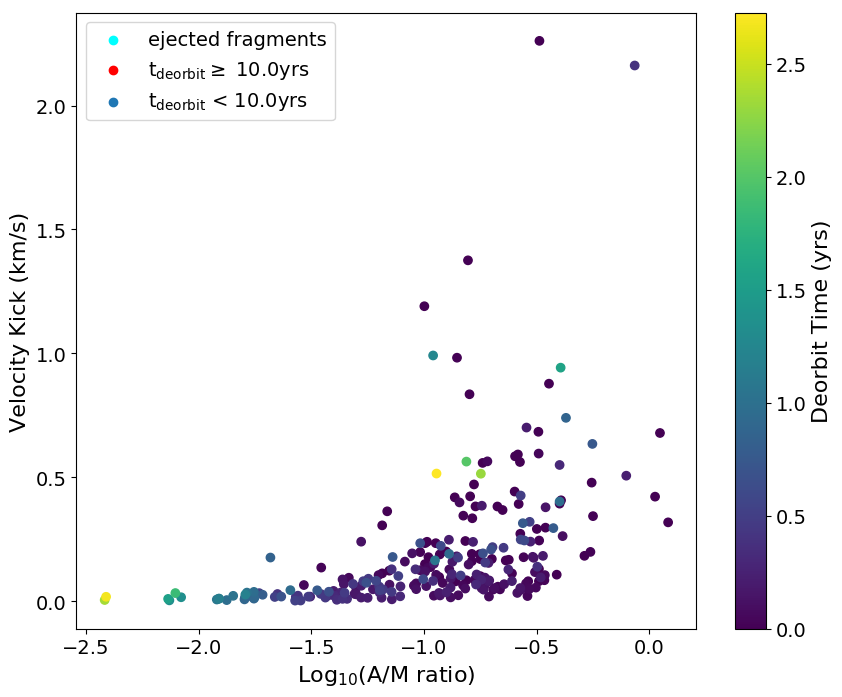 ejected fragments
t_deorbit ≥ 10.0yrs
t_deorbit < 10.0yrs
Velocity Kick (km/s)
2.0
1.5
1.0
0.5
0.0
−2.5 −2.0 −1.5 −1.0 −0.5 0.0
Log₁₀(A/M ratio)
2.5
2.0
1.5
1.0
0.5
0.0
Deorbit Time (yrs)